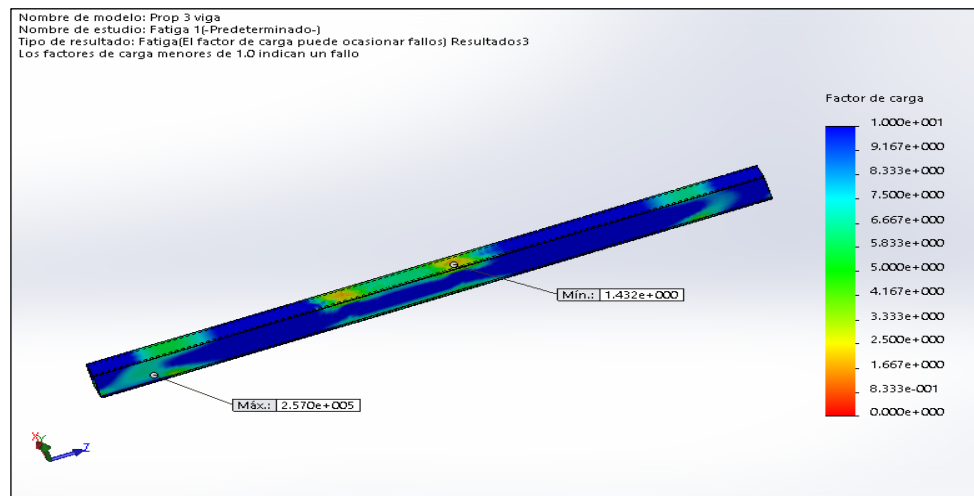 Nombre de modelo: Prop 3 viga
Nombre de estudio: Fatiga 1(-Predeterminado-)
Tipo de resultado: Fatiga(El factor de carga puede ocasionar fallos) Resultados3
Los factores de carga menores de 1.0 indican un fallo
Factor de carga
1.000e+001
9.167e+000
8.333e+000
7.500e+000
6.667e+000
5.833e+000
5.000e+000
4.167e+000
3.333e+000
2.500e+000
1.667e+000
8.333e-001
0.000e+000
Mín.: 1.432e+000
Máx.: 2.570e+005
X
Y
Z